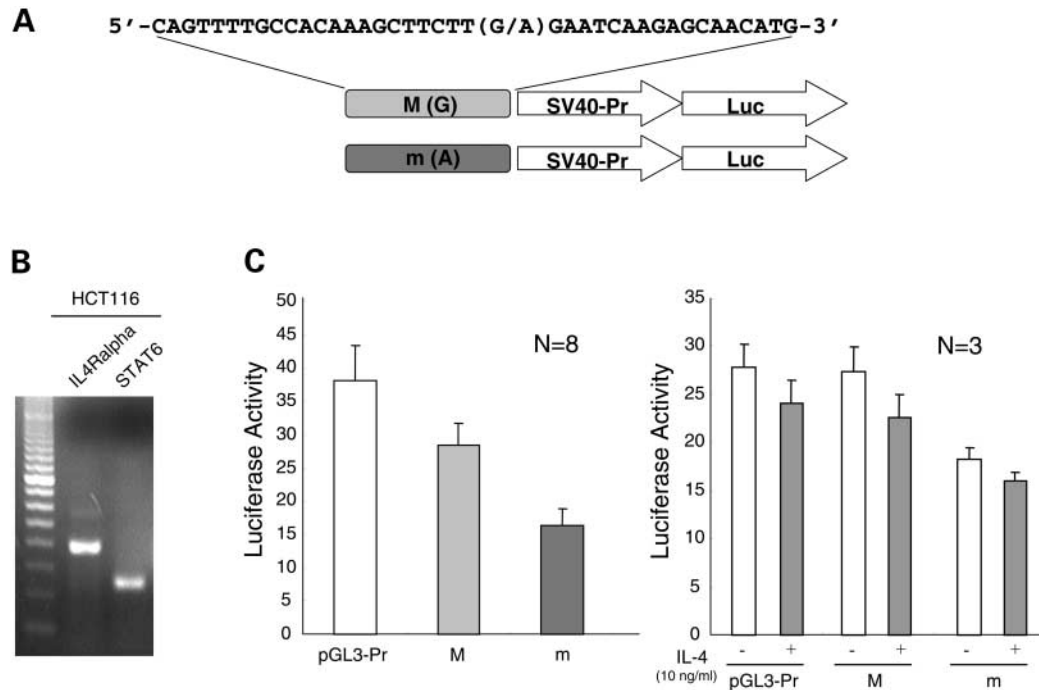 A
5′-CAGTTTTGCCACAAAGCTTCTT(G/A)GAATCAAGAGCAACATG-3′
M (G) SV40-Pr Luc
m (A) SV40-Pr Luc
B
HCT116
IL4Ralpha
STAT6
C
Luciferase Activity
50
45
40
35
30
25
20
15
10
5
0
N=8
pGL3-Pr M m
Luciferase Activity
35
30
25
20
15
10
5
0
N=3
IL-4 - + - + - +
(10 ng/ml)
pGL3-Pr M m